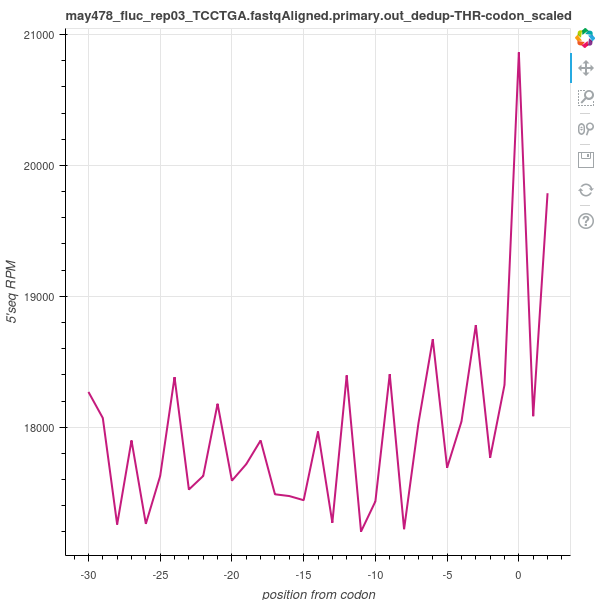 may478_fluc_rep03_TCCTGA.fastqAligned.primary.out_dedup-THR-codon_scaled
21000
20000
19000
18000
5'seq RPM
-30 -25 -20 -15 -10 -5 0
position from codon